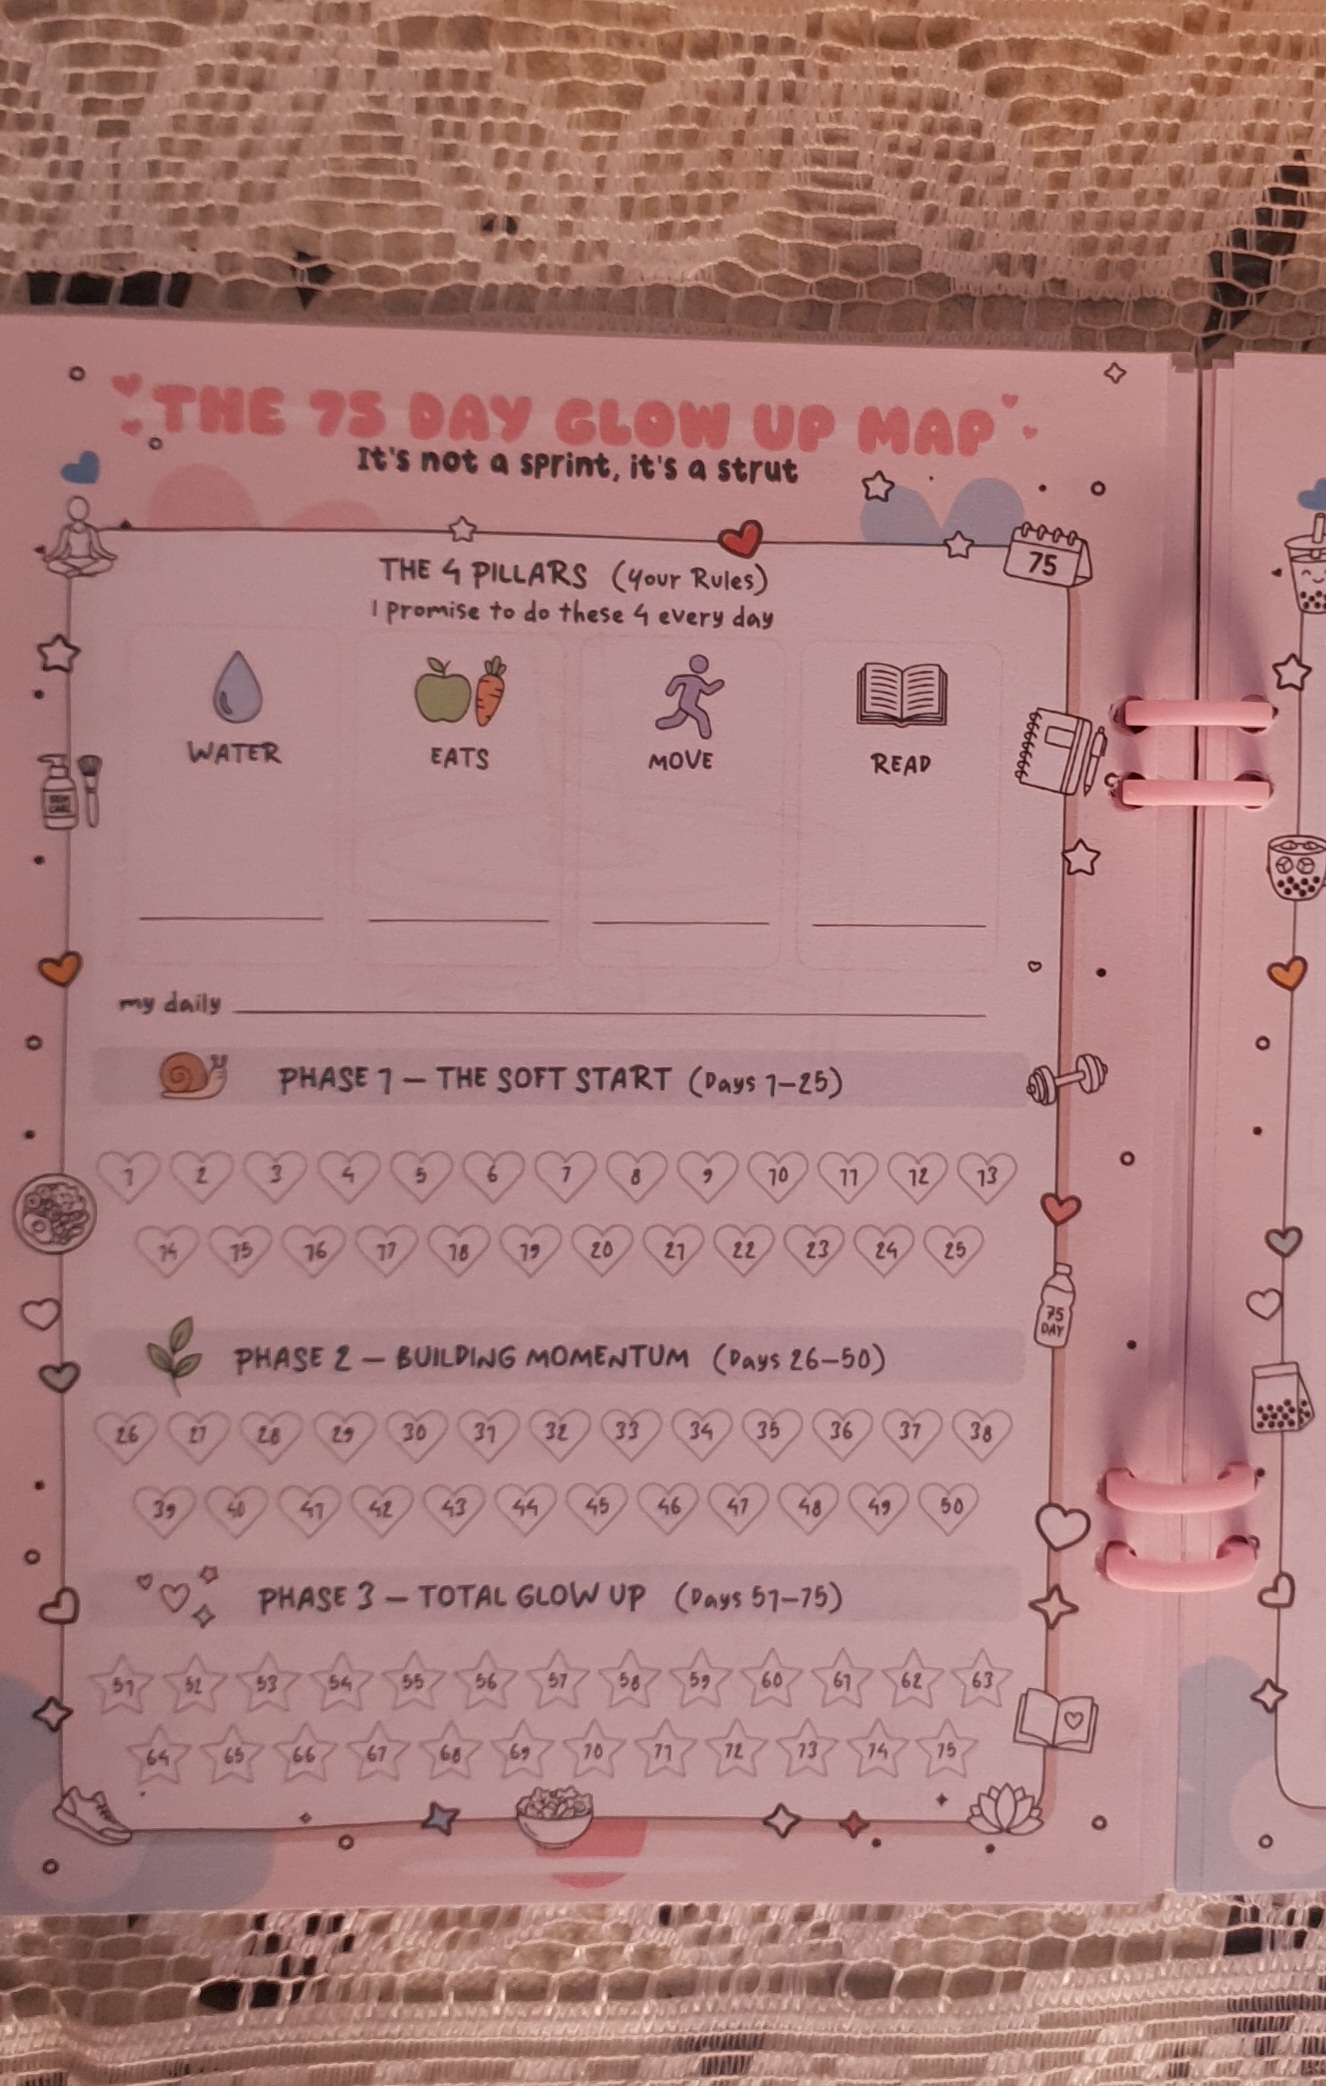 THE 75 DAY GLOW UP MAP
It's not a sprint, it's a strut
75
THE 4 PILLARS (Your Rules)
I promise to do these 4 every day
WATER EATS MOVE READ
my daily
PHASE 1 – THE SOFT START (Days 1–25)
1 2 3 4 5 6 7 8 9 10 11 12 13
14 15 16 17 18 19 20 21 22 23 24 25
75
DAY
PHASE 2 – BUILDING MOMENTUM (Days 26–50)
26 27 28 29 30 31 32 33 34 35 36 37 38
39 40 41 42 43 44 45 46 47 48 49 50
PHASE 3 – TOTAL GLOW UP (Days 51–75)
51 52 53 54 55 56 57 58 59 60 61 62 63
64 65 66 67 68 69 70 71 72 73 74 75